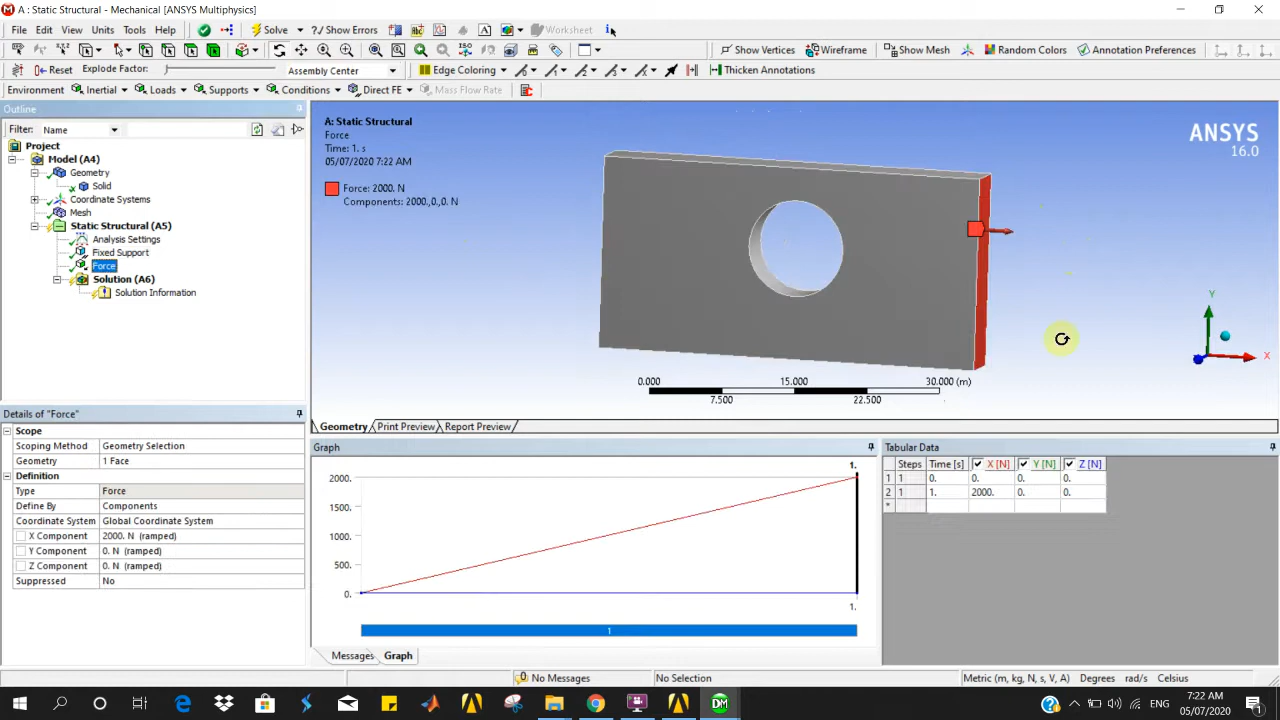 A : Static Structural - Mechanical [ANSYS Multiphysics]
File Edit View Units Tools Help Solve ?/ Show Errors Worksheet
Show Vertices Wireframe Show Mesh Random Colors Annotation Preferences
Reset Explode Factor: Assembly Center Edge Coloring Thicken Annotations
Environment Inertial Loads Supports Conditions Direct FE Mass Flow Rate
Outline
Filter: Name
Project
Model (A4)
Geometry
Solid
Coordinate Systems
Mesh
Static Structural (A5)
Analysis Settings
Fixed Support
Force
Solution (A6)
Solution Information
A: Static Structural
Force
Time: 1. s
05/07/2020 7:22 AM
Force: 2000. N
Components: 2000.,0.,0. N
ANSYS
16.0
Y
X
0.000 15.000 30.000 (m)
7.500 22.500
Geometry Print Preview Report Preview
Details of "Force"
Scope
Scoping Method Geometry Selection
Geometry 1 Face
Definition
Type Force
Define By Components
Coordinate System Global Coordinate System
X Component 2000. N (ramped)
Y Component 0. N (ramped)
Z Component 0. N (ramped)
Suppressed No
Graph
1.
2000.
1500.
1000.
500.
0.
1.
1
Messages Graph
Tabular Data
Steps Time [s] X [N] Y [N] Z [N]
1 1 0. 0. 0. 0.
2 1 1. 2000. 0. 0.
*
No Messages No Selection Metric (m, kg, N, s, V, A) Degrees rad/s Celsius
DM
ENG
7:22 AM
05/07/2020